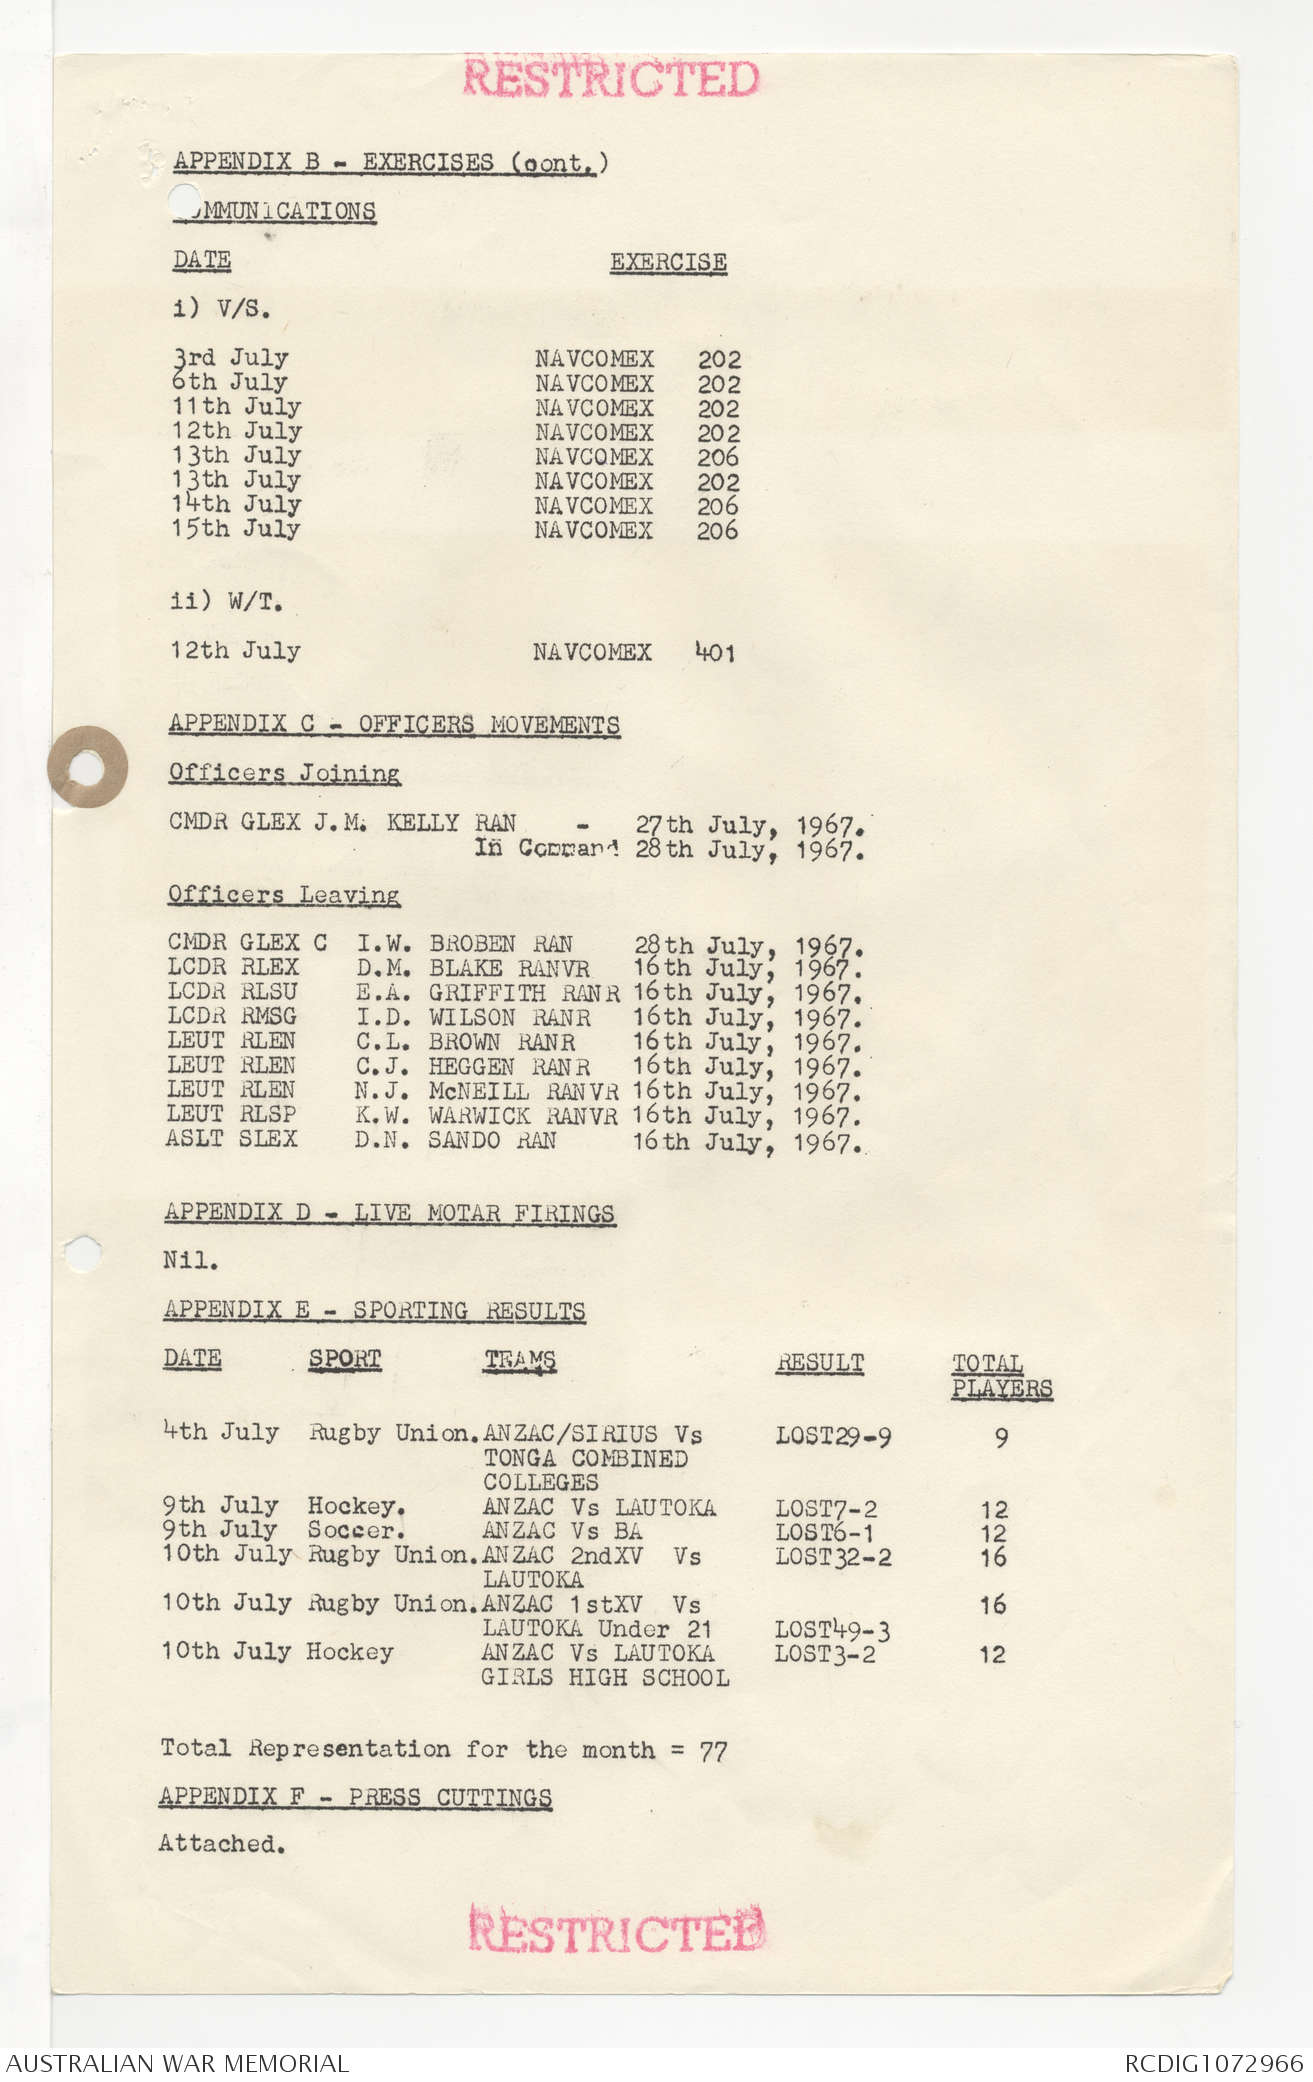 RESTRICTED
APPENDIX B - EXERCISES (cont.)
COMMUNICATIONS
DATE EXERCISE
i) V/S.
3rd July NAVCOMEX 202
6th July NAVCOMEX 202
11th July NAVCOMEX 202
12th July NAVCOMEX 202
13th July NAVCOMEX 206
13th July NAVCOMEX 202
14th July NAVCOMEX 206
15th July NAVCOMEX 206
ii) W/T.
12th July NAVCOMEX 401
APPENDIX C - OFFICERS MOVEMENTS
Officers Joining
CMDR GLEX J.M. KELLY RAN - 27th July, 1967.
In Command 28th July, 1967.
Officers Leaving
CMDR GLEX C I.W. BROBEN RAN 28th July, 1967.
LCDR RLEX D.M. BLAKE RANVR 16th July, 1967.
LCDR RLSU E.A. GRIFFITH RANR 16th July, 1967.
LCDR RMSG I.D. WILSON RANR 16th July, 1967.
LEUT RLEN C.L. BROWN RANR 16th July, 1967.
LEUT RLEN C.J. HEGGEN RANR 16th July, 1967.
LEUT RLEN N.J. McNEILL RANVR 16th July, 1967.
LEUT RLSP K.W. WARWICK RANVR 16th July, 1967.
ASLT SLEX D.N. SANDO RAN 16th July, 1967.
APPENDIX D - LIVE MOTAR FIRINGS
Nil.
APPENDIX E - SPORTING RESULTS
DATE SPORT TEAMS RESULT TOTAL
PLAYERS
4th July Rugby Union. ANZAC/SIRIUS Vs LOST29-9 9
TONGA COMBINED
COLLEGES
9th July Hockey. ANZAC Vs LAUTOKA LOST7-2 12
9th July Soccer. ANZAC Vs BA LOST6-1 12
10th July Rugby Union. ANZAC 2ndXV Vs LOST32-2 16
LAUTOKA
10th July Rugby Union. ANZAC 1stXV Vs 16
LAUTOKA Under 21 LOST49-3
10th July Hockey ANZAC Vs LAUTOKA LOST3-2 12
GIRLS HIGH SCHOOL
Total Representation for the month = 77
APPENDIX F - PRESS CUTTINGS
Attached.
RESTRICTED
AUSTRALIAN WAR MEMORIAL RCDIG1072966